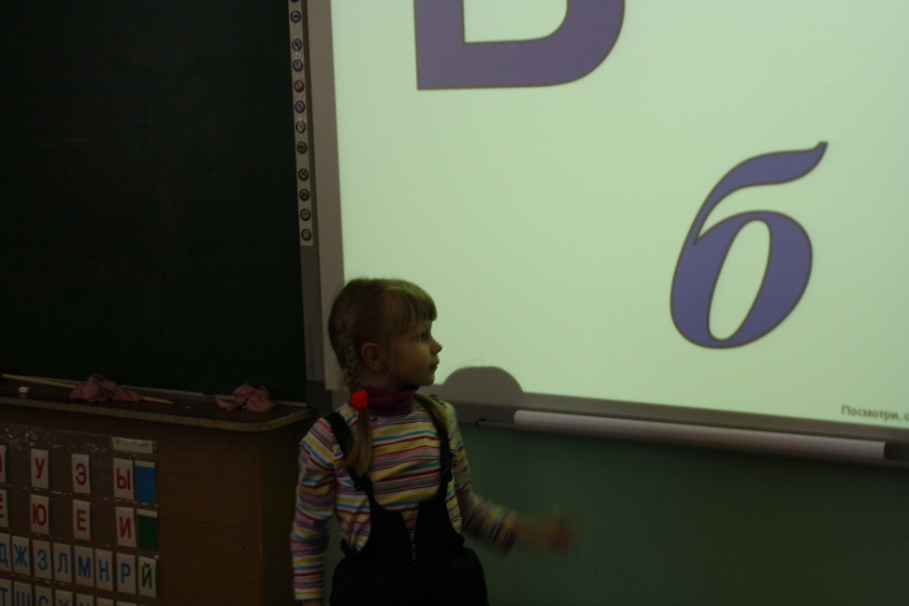 Б
б
Посмотри,
У Э Ы
Ё Ю Е И
Д Ж З Л М Н Р Й